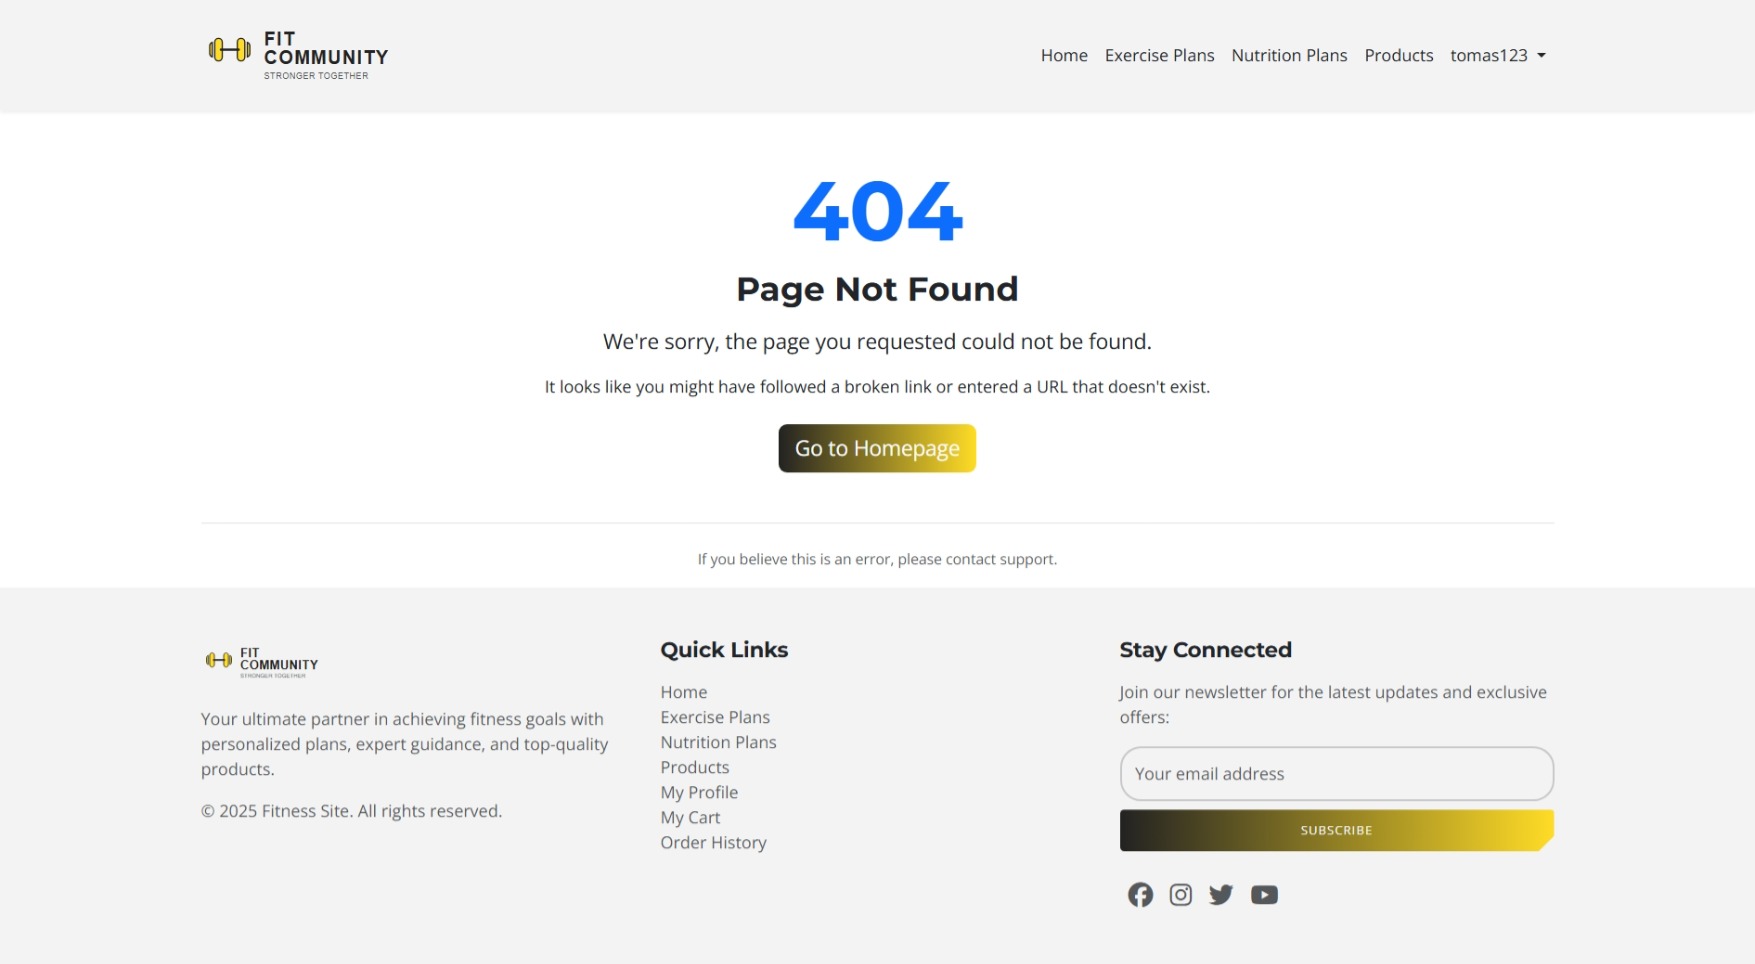 FIT
COMMUNITY
STRONGER TOGETHER
Home Exercise Plans Nutrition Plans Products tomas123
404
Page Not Found
We're sorry, the page you requested could not be found.
It looks like you might have followed a broken link or entered a URL that doesn't exist.
Go to Homepage
If you believe this is an error, please contact support.
FIT
COMMUNITY
STRONGER TOGETHER
Your ultimate partner in achieving fitness goals with
personalized plans, expert guidance, and top-quality
products.
© 2025 Fitness Site. All rights reserved.
Quick Links
Home
Exercise Plans
Nutrition Plans
Products
My Profile
My Cart
Order History
Stay Connected
Join our newsletter for the latest updates and exclusive
offers:
Your email address
SUBSCRIBE